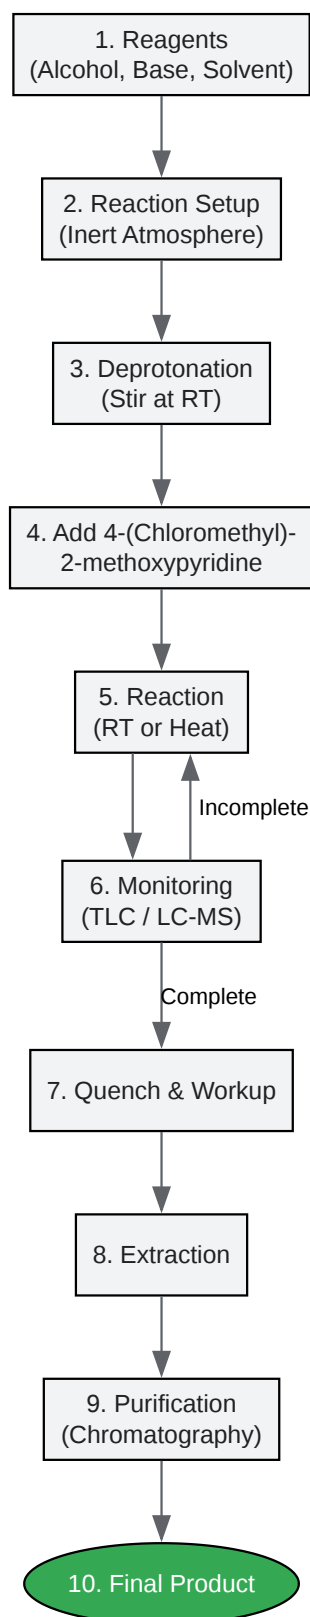 1. Reagents
(Alcohol, Base, Solvent)
2. Reaction Setup
(Inert Atmosphere)
3. Deprotonation
(Stir at RT)
4. Add 4-(Chloromethyl)-
2-methoxypyridine
5. Reaction
(RT or Heat)
Incomplete
6. Monitoring
(TLC / LC-MS)
Complete
7. Quench & Workup
8. Extraction
9. Purification
(Chromatography)
10. Final Product